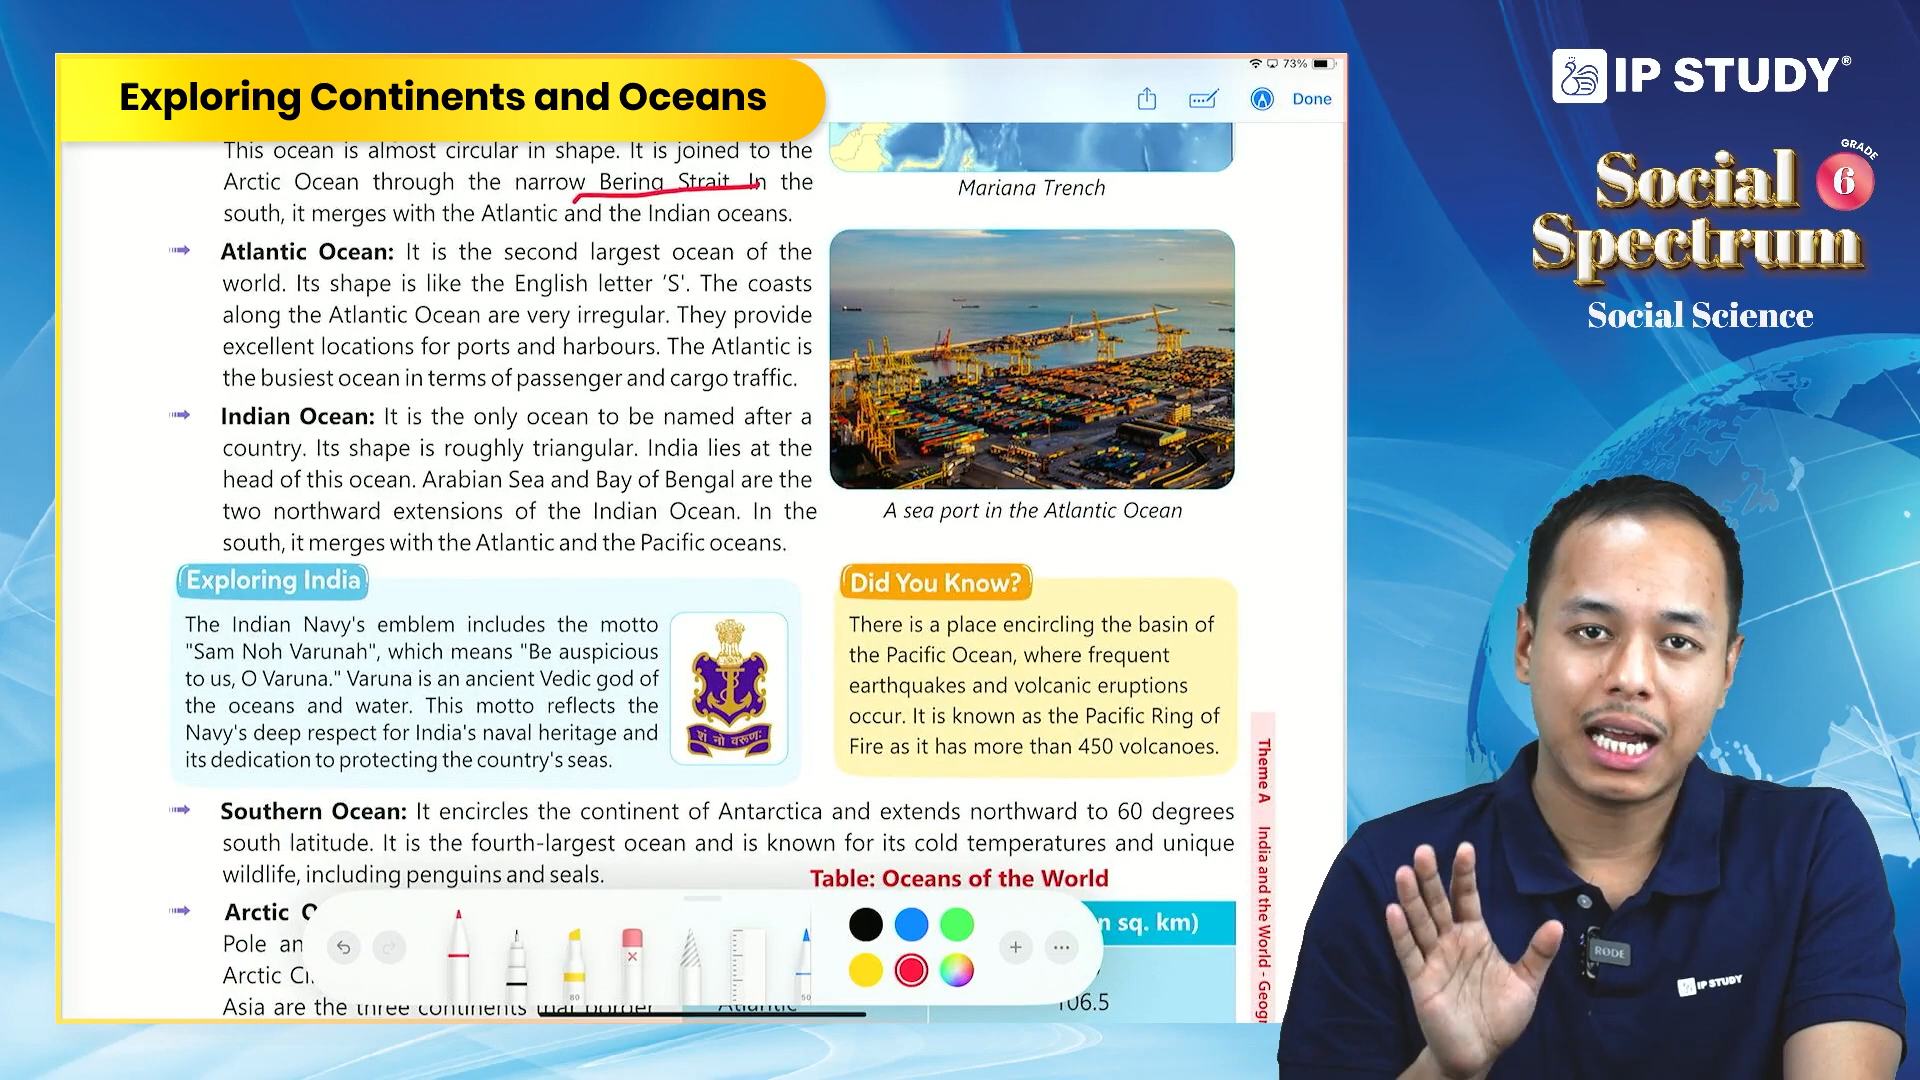 Exploring Continents and Oceans
73%
Done
This ocean is almost circular in shape. It is joined to the
Arctic Ocean through the narrow Bering Strait. In the
south, it merges with the Atlantic and the Indian oceans.
Atlantic Ocean: It is the second largest ocean of the
world. Its shape is like the English letter ‘S'. The coasts
along the Atlantic Ocean are very irregular. They provide
excellent locations for ports and harbours. The Atlantic is
the busiest ocean in terms of passenger and cargo traffic.
Indian Ocean: It is the only ocean to be named after a
country. Its shape is roughly triangular. India lies at the
head of this ocean. Arabian Sea and Bay of Bengal are the
two northward extensions of the Indian Ocean. In the
south, it merges with the Atlantic and the Pacific oceans.
Mariana Trench
A sea port in the Atlantic Ocean
Exploring India
The Indian Navy's emblem includes the motto
"Sam Noh Varunah", which means "Be auspicious
to us, O Varuna." Varuna is an ancient Vedic god of
the oceans and water. This motto reflects the
Navy's deep respect for India's naval heritage and
its dedication to protecting the country's seas.
शं नो वरुणः
Did You Know?
There is a place encircling the basin of
the Pacific Ocean, where frequent
earthquakes and volcanic eruptions
occur. It is known as the Pacific Ring of
Fire as it has more than 450 volcanoes.
Southern Ocean: It encircles the continent of Antarctica and extends northward to 60 degrees
south latitude. It is the fourth-largest ocean and is known for its cold temperatures and unique
wildlife, including penguins and seals.
Arctic
Pole
Arctic
Asia are the three continents that border
Table: Oceans of the World
sq. km)
Atlantic 106.5
80
50
Theme A India and the World - Geogr
IP STUDY®
Social
Spectrum
GRADE
6
Social Science
RODE
IP STUDY